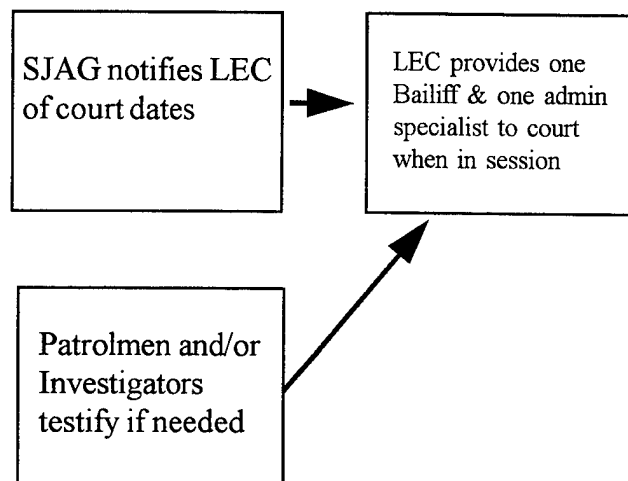 SJAG notifies LEC
of court dates
LEC provides one
Bailiff & one admin
specialist to court
when in session
Patrolmen and/or
Investigators
testify if needed